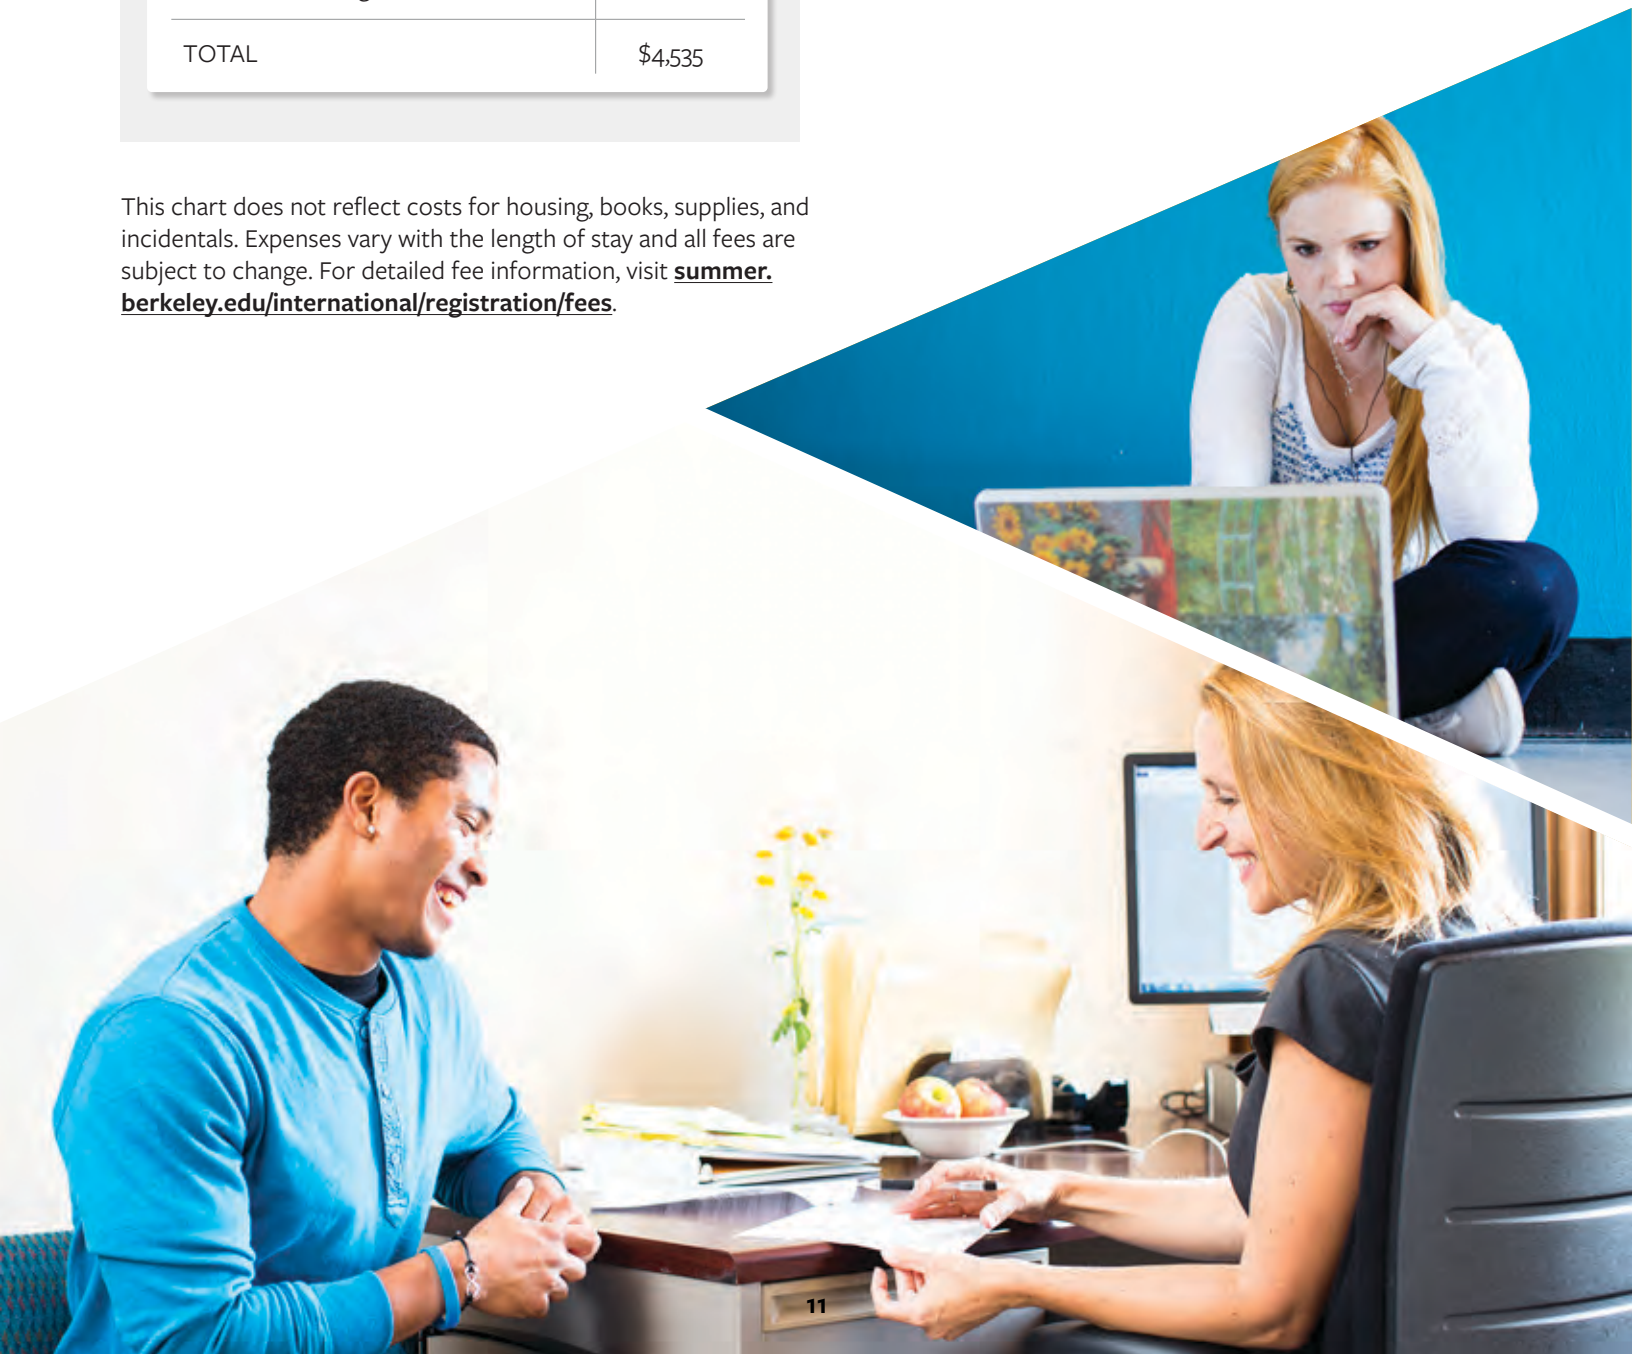 TOTAL $4,535
This chart does not reflect costs for housing, books, supplies, and
incidentals. Expenses vary with the length of stay and all fees are
subject to change. For detailed fee information, visit summer.
berkeley.edu/international/registration/fees.
11